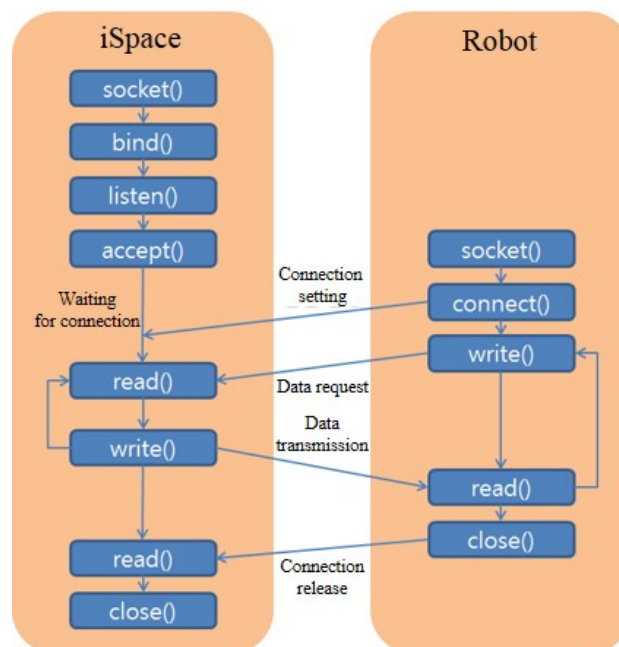 iSpace
socket()
bind()
listen()
accept()
Waiting
for connection
read()
write()
read()
close()
Connection
setting
Data request
Data
transmission
Connection
release
Robot
socket()
connect()
write()
read()
close()